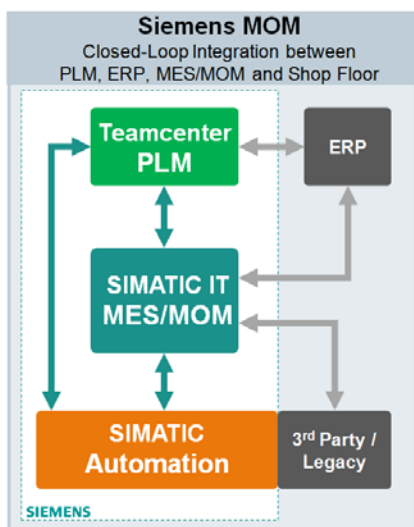 Siemens MOM
Closed-Loop Integration between
PLM, ERP, MES/MOM and Shop Floor
Teamcenter
PLM
ERP
SIMATIC IT
MES/MOM
SIMATIC
Automation
3rd Party /
Legacy
SIEMENS